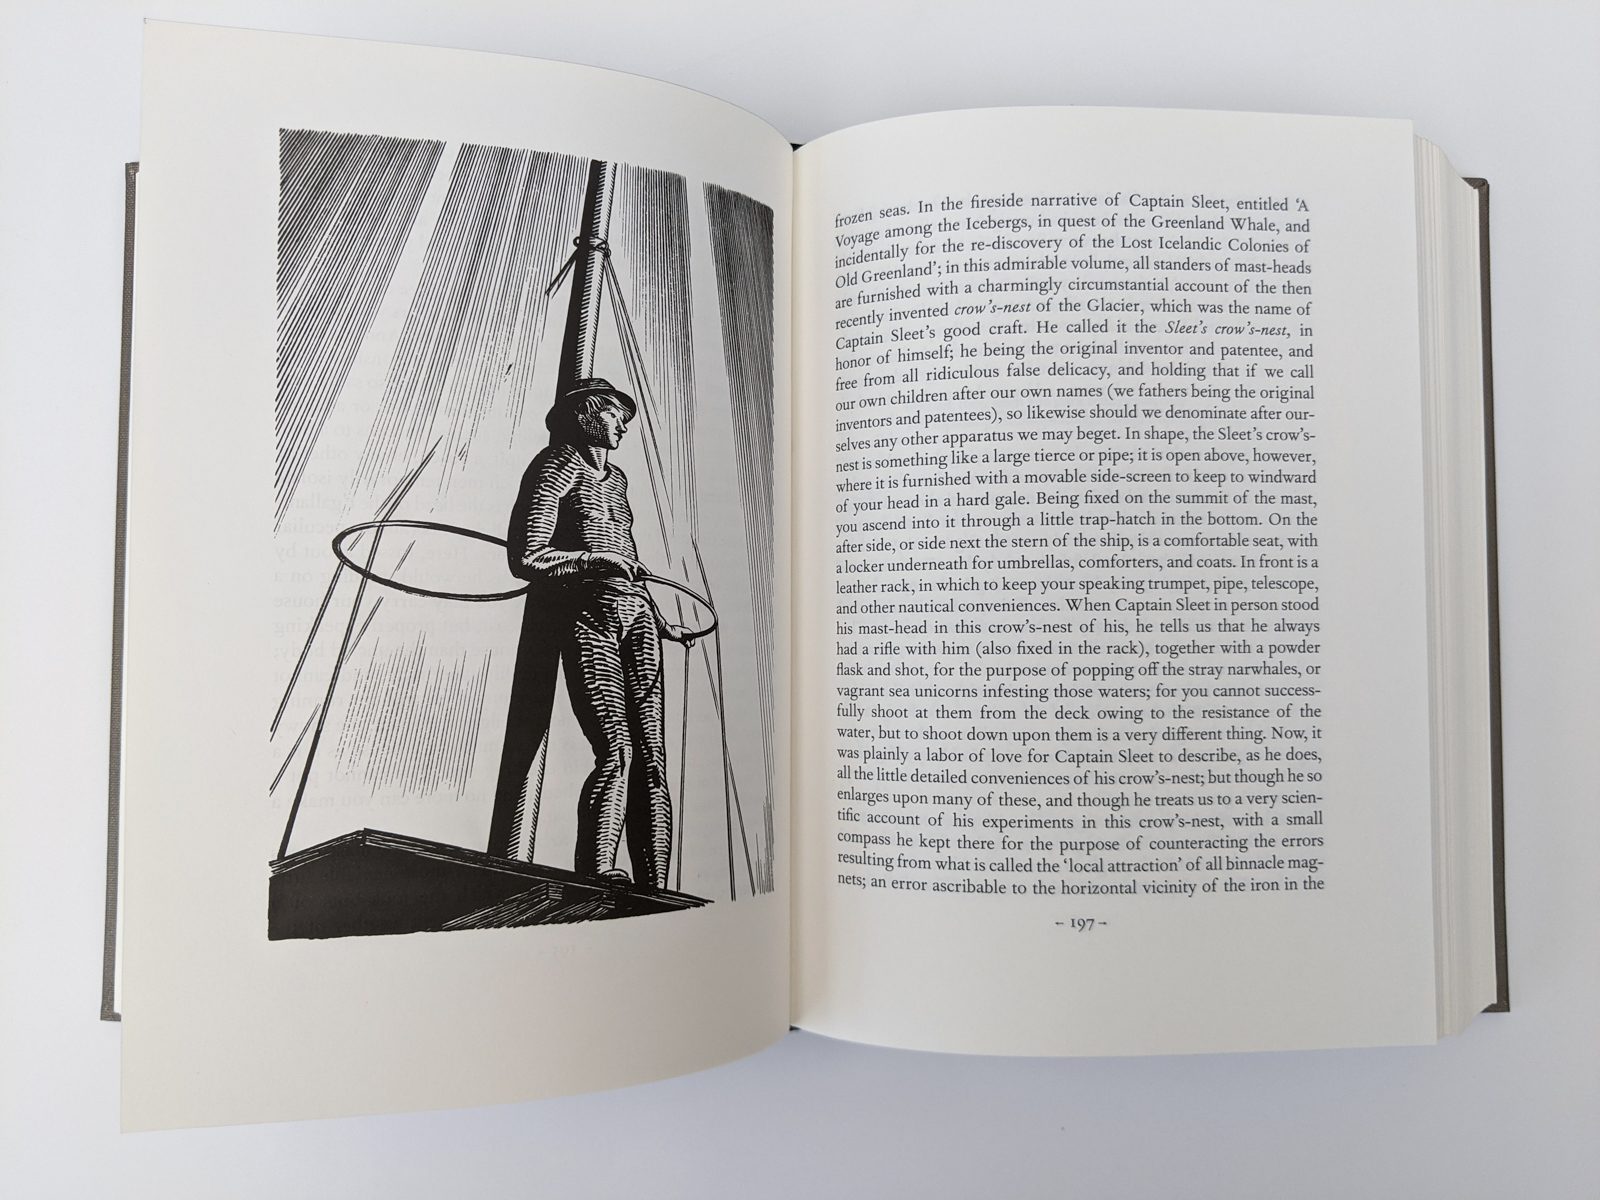 frozen seas. In the fireside narrative of Captain Sleet, entitled ‘A
Voyage among the Icebergs, in quest of the Greenland Whale, and
incidentally for the re-discovery of the Lost Icelandic Colonies of
Old Greenland’; in this admirable volume, all standers of mast-heads
are furnished with a charmingly circumstantial account of the then
recently invented crow’s-nest of the Glacier, which was the name of
Captain Sleet’s good craft. He called it the Sleet’s crow’s-nest, in
honor of himself; he being the original inventor and patentee, and
free from all ridiculous false delicacy, and holding that if we call
our own children after our own names (we fathers being the original
inventors and patentees), so likewise should we denominate after our-
selves any other apparatus we may beget. In shape, the Sleet’s crow’s-
nest is something like a large tierce or pipe; it is open above, however,
where it is furnished with a movable side-screen to keep to windward
of your head in a hard gale. Being fixed on the summit of the mast,
you ascend into it through a little trap-hatch in the bottom. On the
after side, or side next the stern of the ship, is a comfortable seat, with
a locker underneath for umbrellas, comforters, and coats. In front is a
leather rack, in which to keep your speaking trumpet, pipe, telescope,
and other nautical conveniences. When Captain Sleet in person stood
his mast-head in this crow’s-nest of his, he tells us that he always
had a rifle with him (also fixed in the rack), together with a powder
flask and shot, for the purpose of popping off the stray narwhales, or
vagrant sea unicorns infesting those waters; for you cannot success-
fully shoot at them from the deck owing to the resistance of the
water, but to shoot down upon them is a very different thing. Now, it
was plainly a labor of love for Captain Sleet to describe, as he does,
all the little detailed conveniences of his crow’s-nest; but though he so
enlarges upon many of these, and though he treats us to a very scien-
tific account of his experiments in this crow’s-nest, with a small
compass he kept there for the purpose of counteracting the errors
resulting from what is called the ‘local attraction’ of all binnacle mag-
nets; an error ascribable to the horizontal vicinity of the iron in the
– 197 –